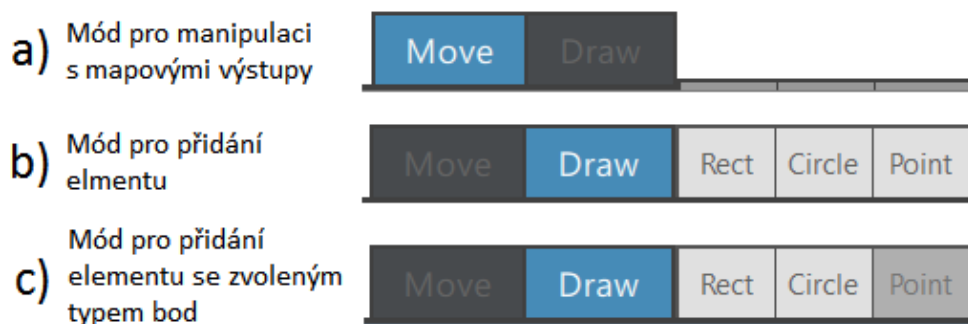 a) Mód pro manipulaci
s mapovými výstupy
Move Draw
b) Mód pro přidání
elmentu
Move Draw Rect Circle Point
c) Mód pro přidání
elementu se zvoleným
typem bod
Move Draw Rect Circle Point